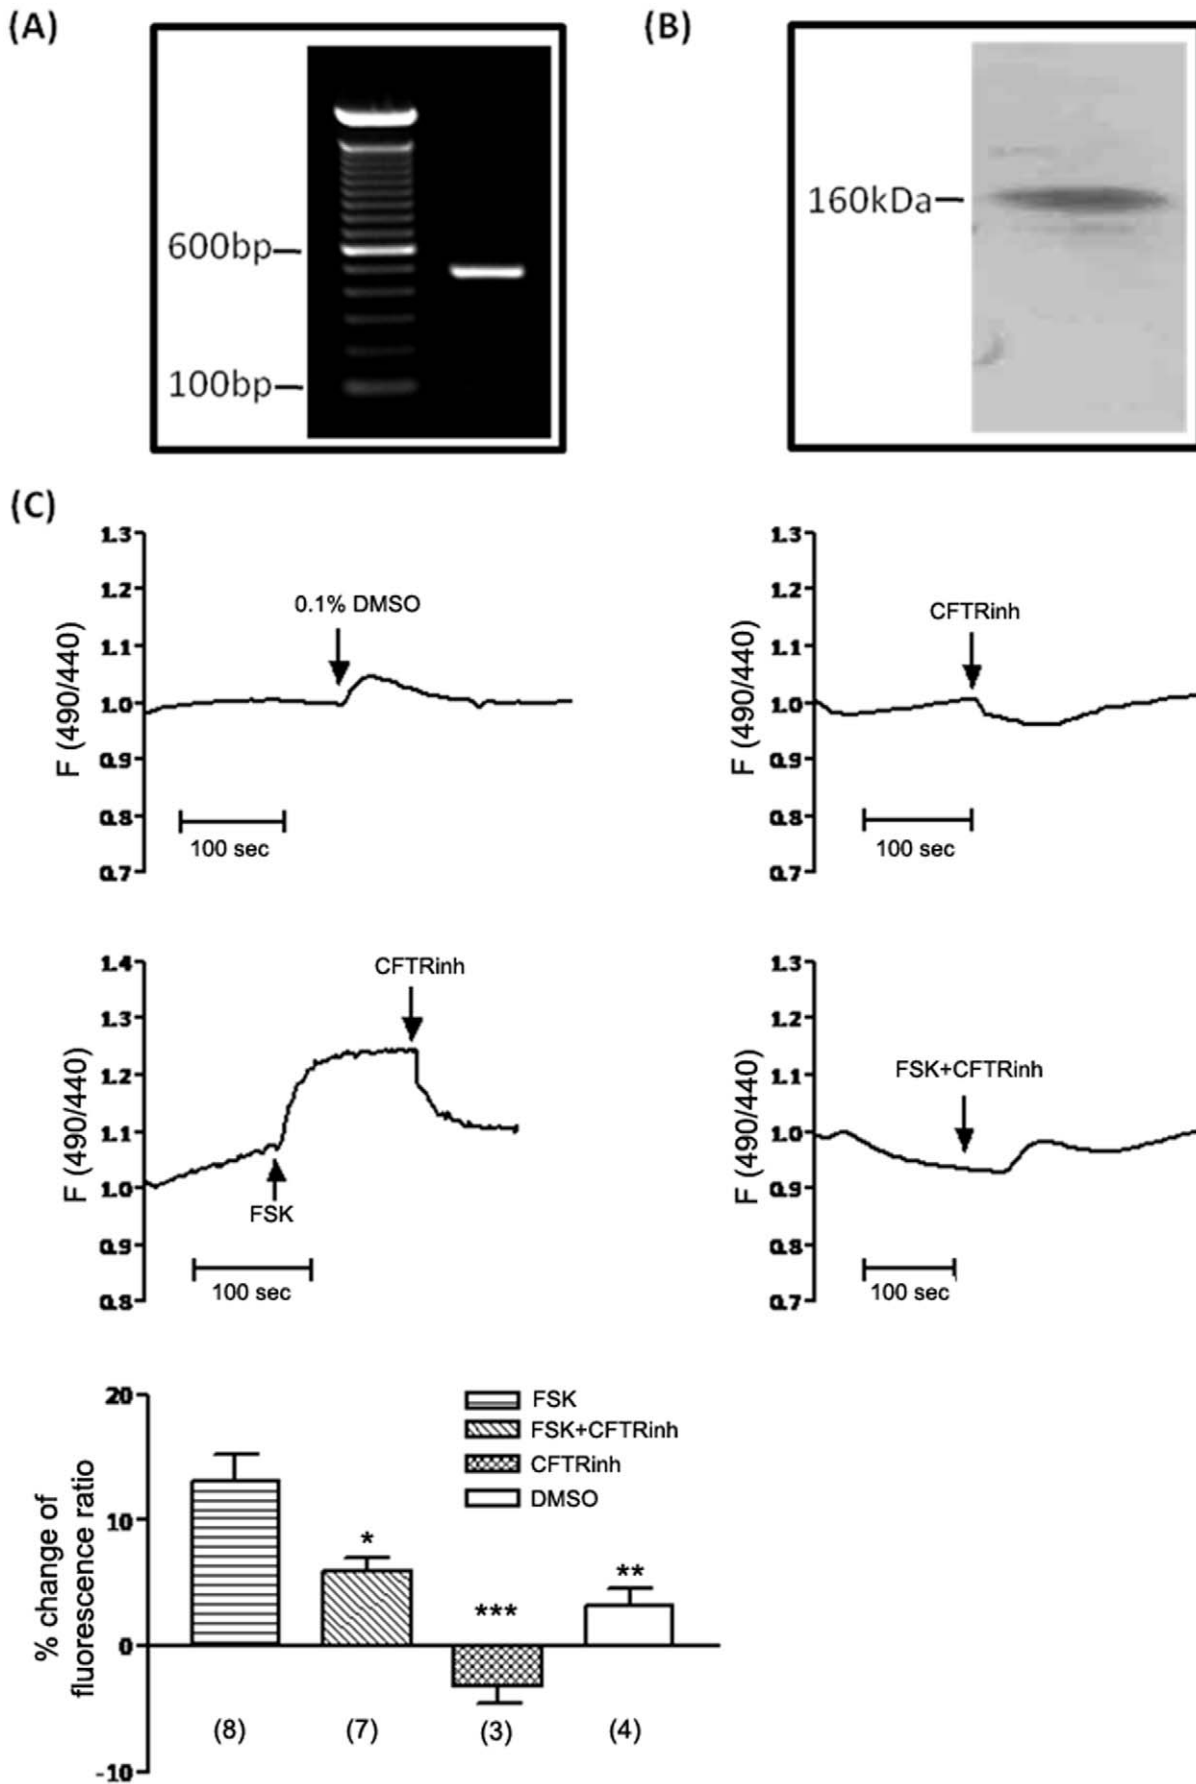 (A)
(B)
600bp
100bp
160kDa
(C)
1.3
1.2
1.1
1.0
0.9
0.8
0.7
F (490/440)
0.1% DMSO
100 sec
1.3
1.2
1.1
1.0
0.9
0.8
0.7
F (490/440)
CFTRinh
100 sec
1.4
1.3
1.2
1.1
1.0
0.9
0.8
F (490/440)
CFTRinh
FSK
100 sec
1.3
1.2
1.1
1.0
0.9
0.8
0.7
F (490/440)
FSK+CFTRinh
100 sec
20
10
0
-10
% change of
fluorescence ratio
FSK
FSK+CFTRinh
CFTRinh
DMSO
*
***
**
(8)
(7)
(3)
(4)